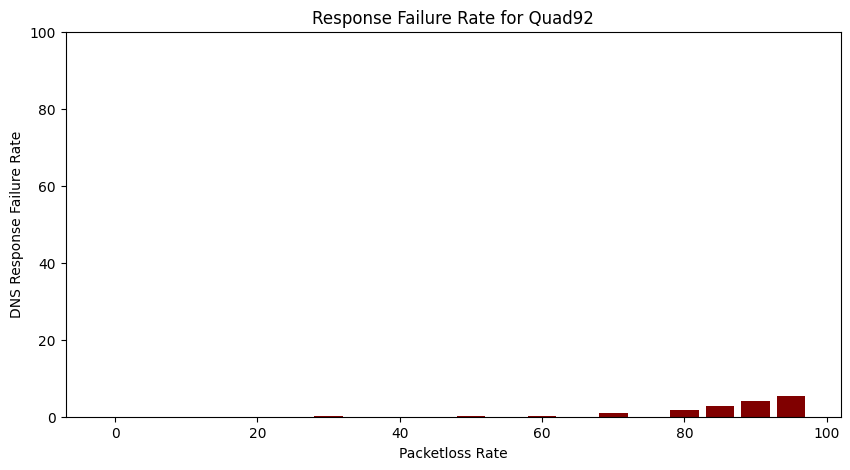 Response Failure Rate for Quad92
100
80
60
40
20
0
DNS Response Failure Rate
0 20 40 60 80 100
Packetloss Rate